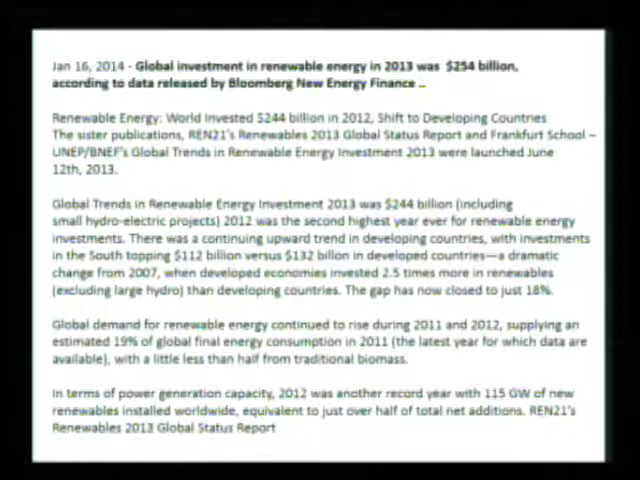 Jan 16, 2014 - Global investment in renewable energy in 2013 was $254 billion,
according to data released by Bloomberg New Energy Finance ..
Renewable Energy: World Invested $244 billion in 2012, Shift to Developing Countries
The sister publications, REN21's Renewables 2013 Global Status Report and Frankfurt School –
UNEP/BNEF's Global Trends in Renewable Energy Investment 2013 were launched June
12th, 2013.
Global Trends in Renewable Energy Investment 2013 was $244 billion (including
small hydro-electric projects) 2012 was the second highest year ever for renewable energy
investments. There was a continuing upward trend in developing countries, with investments
in the South topping $112 billion versus $132 billon in developed countries—a dramatic
change from 2007, when developed economies invested 2.5 times more in renewables
(excluding large hydro) than developing countries. The gap has now closed to just 18%.
Global demand for renewable energy continued to rise during 2011 and 2012, supplying an
estimated 19% of global final energy consumption in 2011 (the latest year for which data are
available), with a little less than half from traditional biomass.
In terms of power generation capacity, 2012 was another record year with 115 GW of new
renewables installed worldwide, equivalent to just over half of total net additions. REN21's
Renewables 2013 Global Status Report